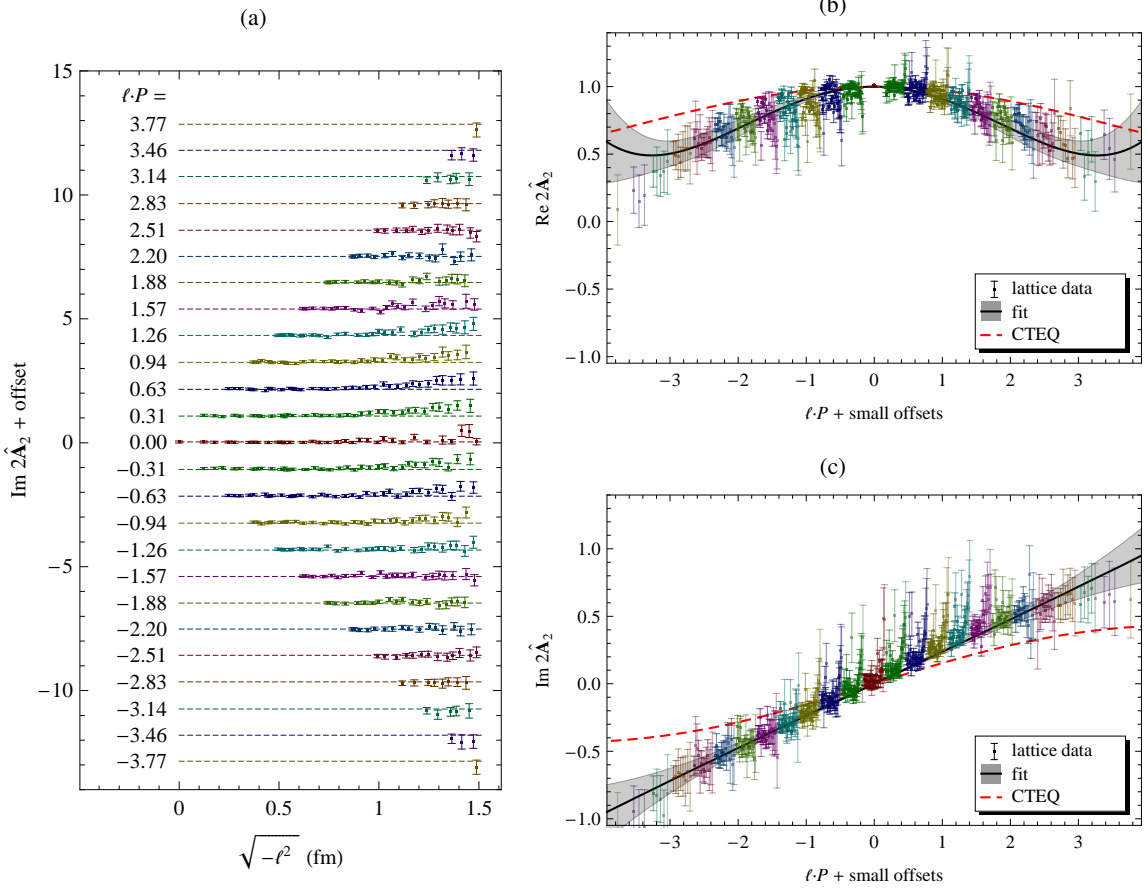 (a)
15
ℓ·P =
3.77
3.46
3.14
10
2.83
2.51
2.20
1.88
1.57
5
1.26
0.94
0.63
0.31
0.00
0
−0.31
−0.63
−0.94
−1.26
−5
−1.57
−1.88
−2.20
−2.51
−2.83
−10
−3.14
−3.46
−3.77
Im 2Â₂ + offset
0 0.5 1 1.5
√−ℓ² (fm)
(b)
1.0
0.5
0.0
−0.5
−1.0
Re 2Â₂
lattice data
fit
CTEQ
−3 −2 −1 0 1 2 3
ℓ·P + small offsets
(c)
1.0
0.5
0.0
−0.5
−1.0
Im 2Â₂
lattice data
fit
CTEQ
−3 −2 −1 0 1 2 3
ℓ·P + small offsets